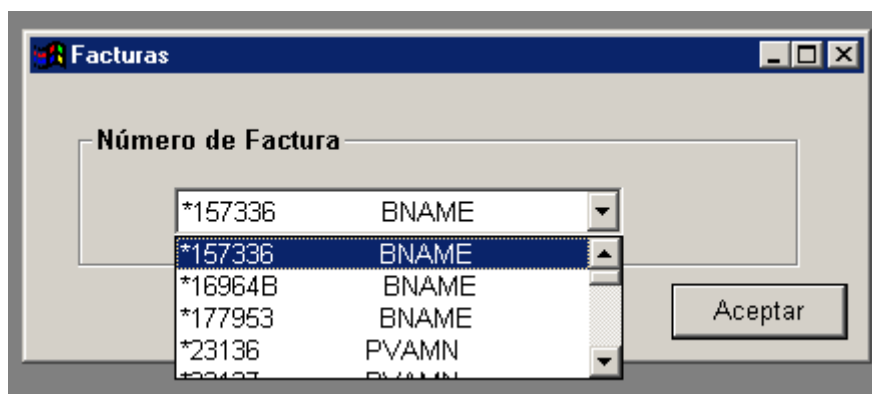 Facturas
Número de Factura
*157336 BNAME
*157336 BNAME
*16964B BNAME
*177953 BNAME
*23136 PVAMN
Aceptar